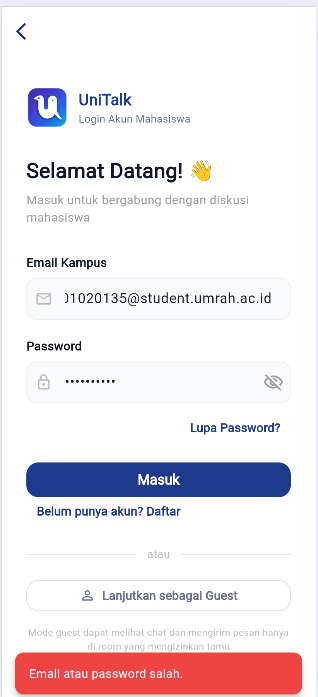 UniTalk
Login Akun Mahasiswa
Selamat Datang! 👋
Masuk untuk bergabung dengan diskusi
mahasiswa
Email Kampus
01020135@student.umrah.ac.id
Password
••••••••••
Lupa Password?
Masuk
Belum punya akun? Daftar
atau
Lanjutkan sebagai Guest
Mode guest dapat melihat chat dan mengirim pesan hanya
di room yang mengizinkan tamu
Email atau password salah.